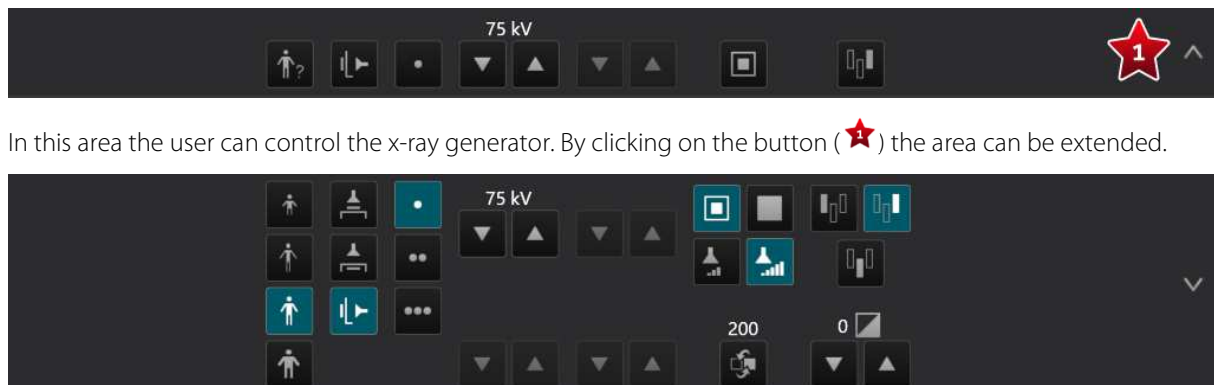 75 kV
?
1
In this area the user can control the x-ray generator. By clicking on the button ( 1 ) the area can be extended.
75 kV
200 0